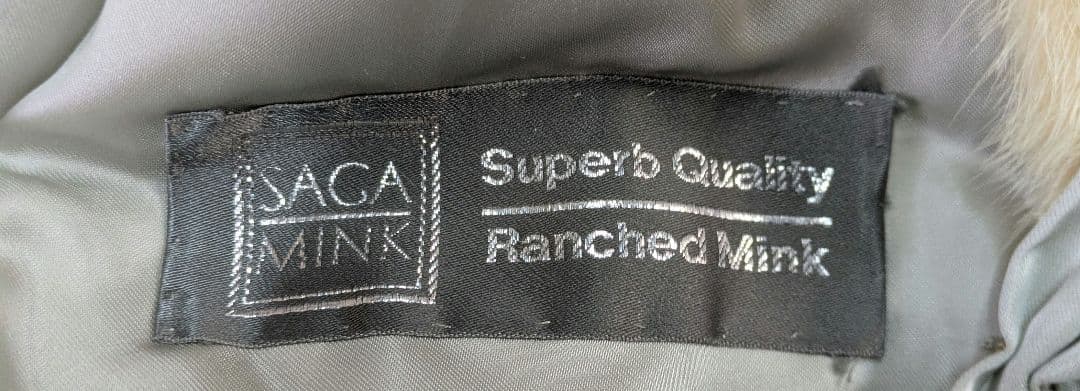 SAGA
MINK
Superb Quality
Ranched Mink